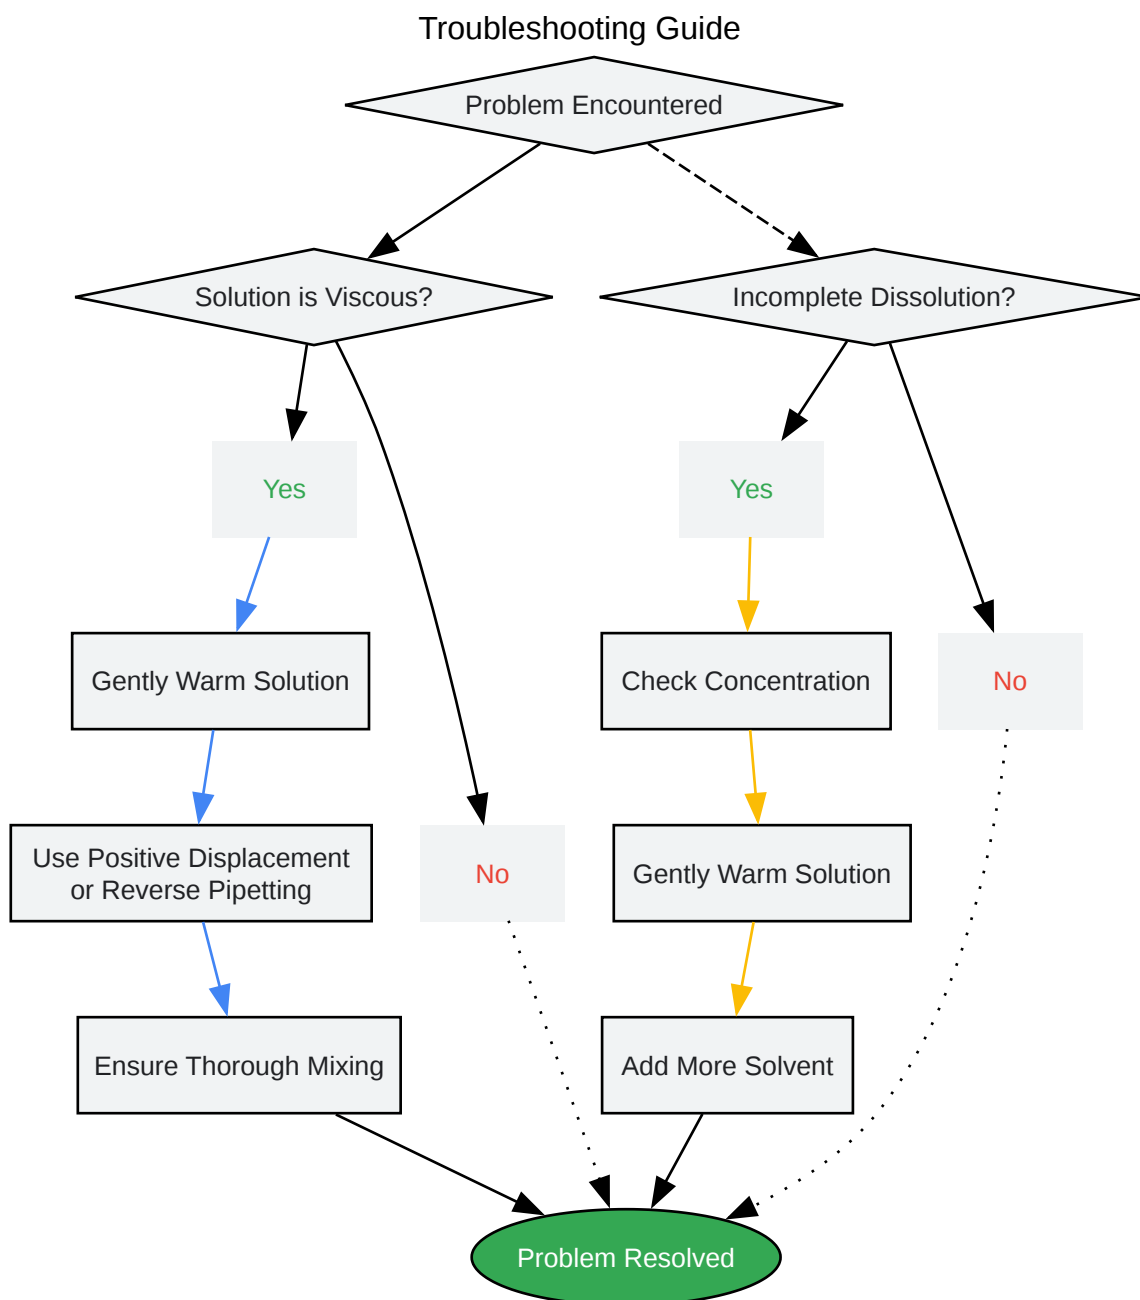 Troubleshooting Guide
Problem Encountered
Solution is Viscous?
Incomplete Dissolution?
Yes
Yes
Gently Warm Solution
Check Concentration
No
Use Positive Displacement
or Reverse Pipetting
No
Gently Warm Solution
Ensure Thorough Mixing
Add More Solvent
Problem Resolved